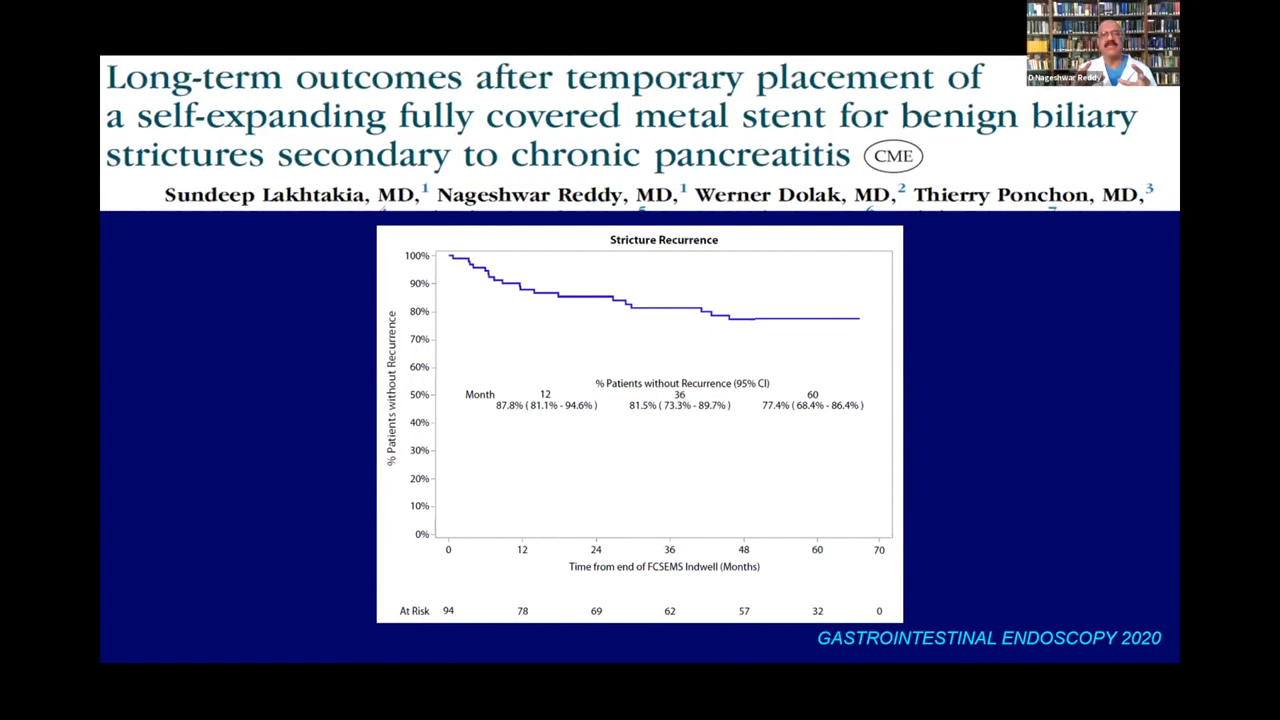 D Nageshwar Reddy
Long-term outcomes after temporary placement of
a self-expanding fully covered metal stent for benign biliary
strictures secondary to chronic pancreatitis CME
Sundeep Lakhtakia, MD,1 Nageshwar Reddy, MD,1 Werner Dolak, MD,2 Thierry Ponchon, MD,3
Stricture Recurrence
% Patients without Recurrence
100%
90%
80%
70%
60%
50%
40%
30%
20%
10%
0%
% Patients without Recurrence (95% CI)
Month 12 36 60
87.8% ( 81.1% - 94.6% ) 81.5% ( 73.3% - 89.7% ) 77.4% ( 68.4% - 86.4% )
0 12 24 36 48 60 70
Time from end of FCSEMS Indwell (Months)
At Risk 94 78 69 62 57 32 0
GASTROINTESTINAL ENDOSCOPY 2020